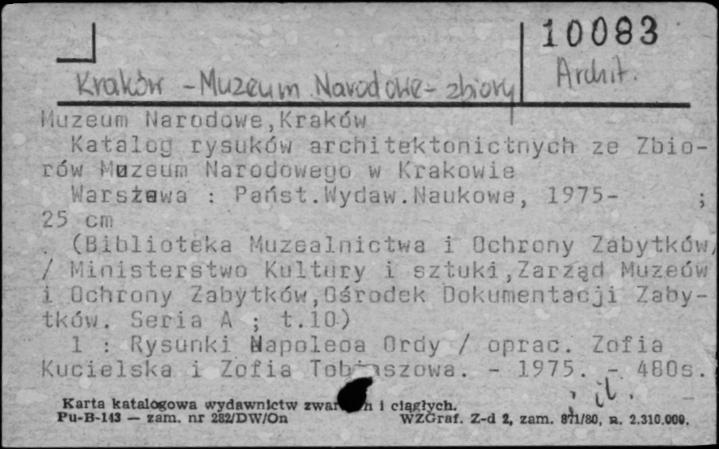 10083
Kraków - Muzeum Narodowe - zbiory
Archit.
Muzeum Narodowe,Kraków
Katalog rysuków architektonictnych ze Zbio-
rów Muzeum Narodowego w Krakowie
Warszawa : Państ.Wydaw.Naukowe, 1975- ;
25 cm
(Biblioteka Muzealnictwa i Ochrony Zabytków,
/ Ministerstwo Kultury i sztuki,Zarząd Muzeów
i Ochrony Zabytków,Ośrodek Dokumentacji Zaby-
tków. Seria A ; t.10)
1 : Rysunki Napoleoa Ordy / oprac. Zofia
Kucielska i Zofia . - 1975. - 480s.
; il.
Karta katalogowa wydawnictw i ciągłych.
Pu-B-143 — zam. nr 282/DW/On
WZGraf. Z-d 2, zam. 871/80, n. 2.310.000.